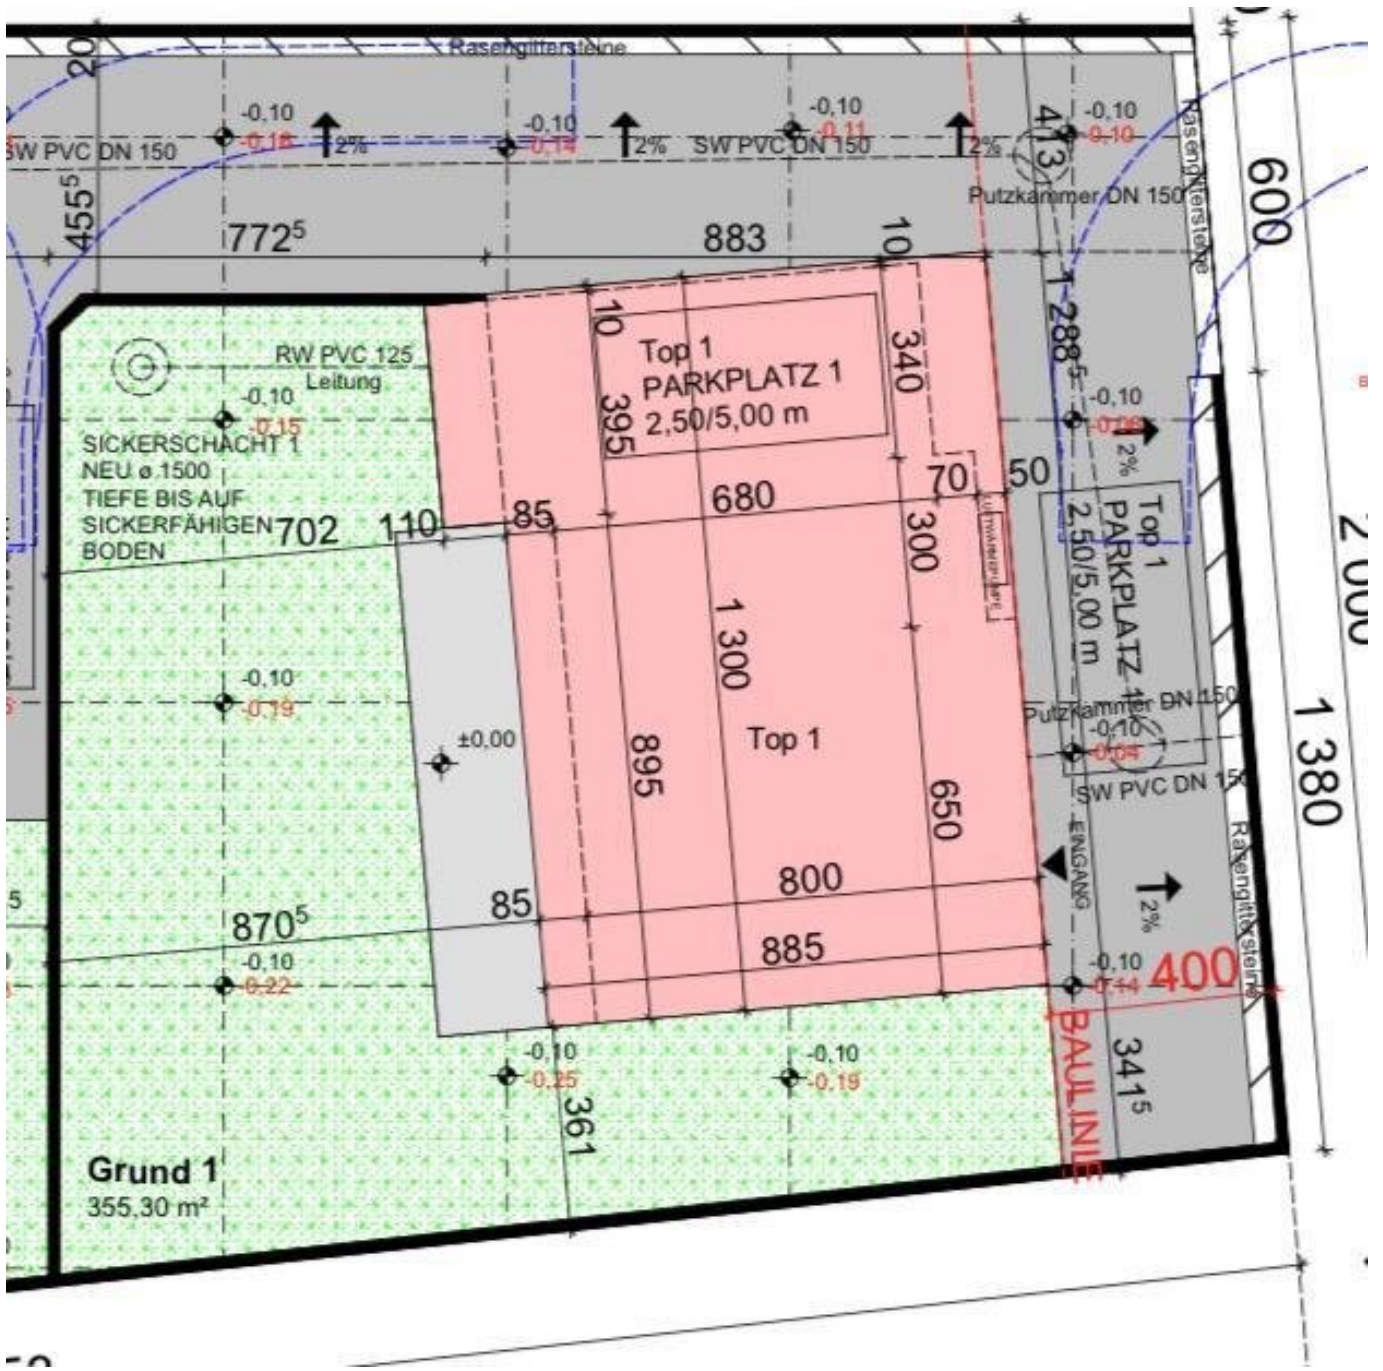 Rasengittersteine
20
-0,10
-0,10
-0,14
-0,10
-0,11
-0,10
-0,10
2%
2%
2%
SW PVC DN 150
SW PVC DN 150
413
Putzkammer DN 150
Rasengittersteine
600
455⁵
772⁵
883
10
1 288⁵
10
Top 1
PARKPLATZ 1
2,50/5,00 m
340
395
RW PVC 125
Leitung
-0,10
-0,15
SICKERSCHACHT 1
NEU ø 1500
TIEFE BIS AUF
SICKERFÄHIGEN
BODEN
-0,10
2%
702
110
85
680
70
50
300
Top 1
PARKPLATZ 1
2,50/5,00 m
2 000
1 300
-0,10
-0,19
±0,00
Top 1
895
650
Putzkammer DN 150
-0,10
-0,04
SW PVC DN 150
1 380
EINGANG
Rasengittersteine
2%
800
85
870⁵
885
-0,10
-0,22
-0,10
-0,14
400
BAULINIE
341⁵
-0,10
-0,25
-0,10
-0,19
361
Grund 1
355,30 m²